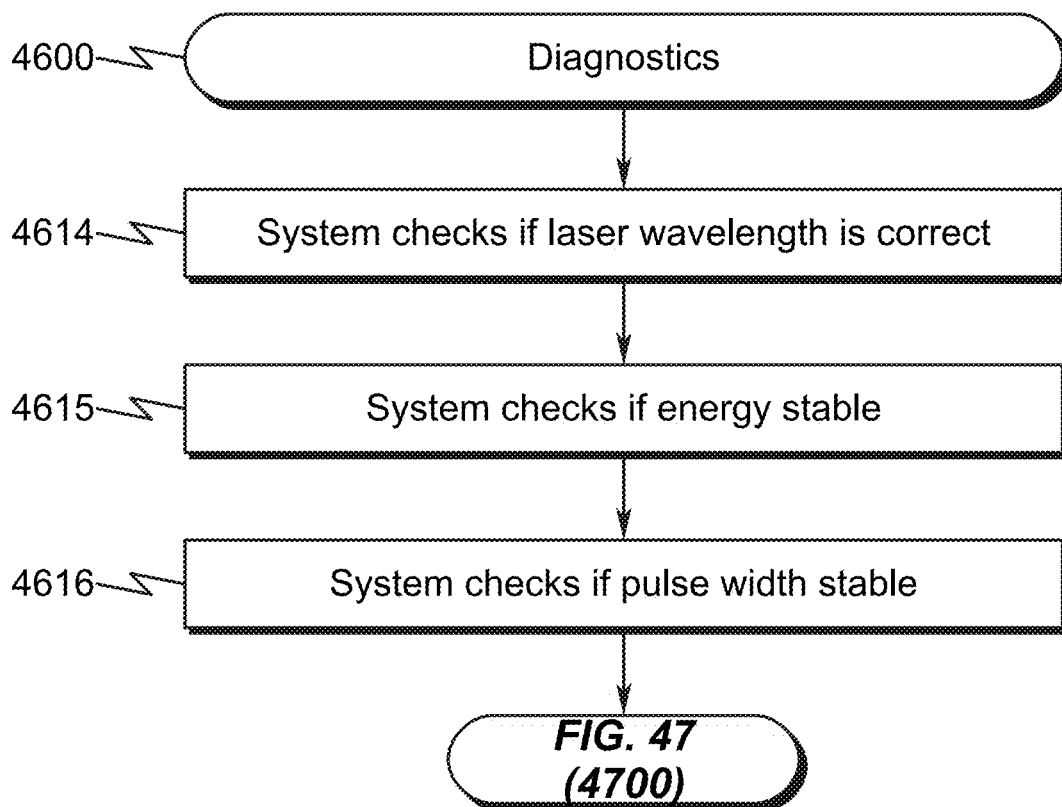 4600
Diagnostics
4614
System checks if laser wavelength is correct
4615
System checks if energy stable
4616
System checks if pulse width stable
FIG. 47
(4700)